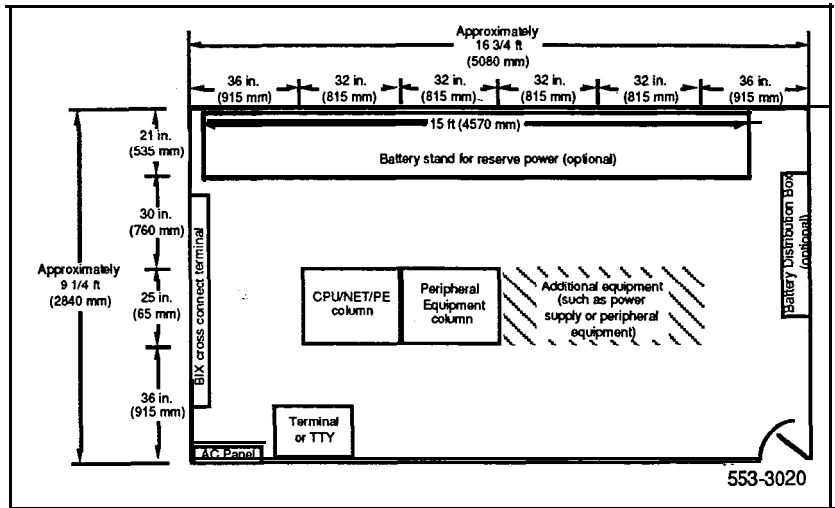 Approximately
16 3/4 ft
(5080 mm)
36 in.
(915 mm)
32 in.
(815 mm)
32 in.
(815 mm)
32 in.
(815 mm)
32 in.
(815 mm)
36 in.
(915 mm)
15 ft (4570 mm)
Battery stand for reserve power (optional)
21 in.
(535 mm)
30 in.
(760 mm)
Approximately
9 1/4 ft
(2840 mm)
25 in.
(65 mm)
36 in.
(915 mm)
BIX cross connect terminal
CPU/NET/PE
column
Peripheral
Equipment
column
Additional equipment
(such as power
supply or peripheral
equipment)
Battery Distribution Box
(optional)
Terminal
or TTY
AC Panel
553-3020